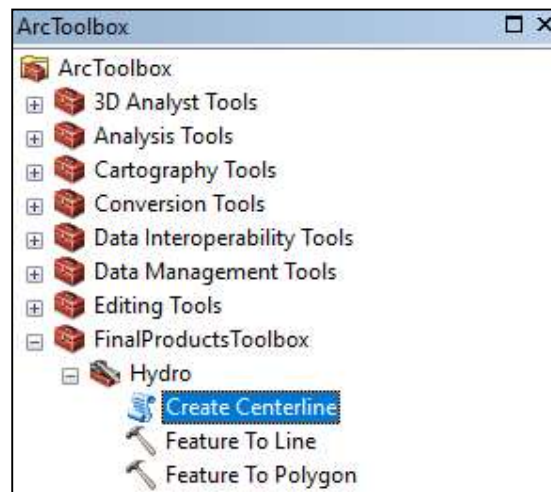 ArcToolbox
ArcToolbox
3D Analyst Tools
Analysis Tools
Cartography Tools
Conversion Tools
Data Interoperability Tools
Data Management Tools
Editing Tools
FinalProductsToolbox
Hydro
Create Centerline
Feature To Line
Feature To Polygon